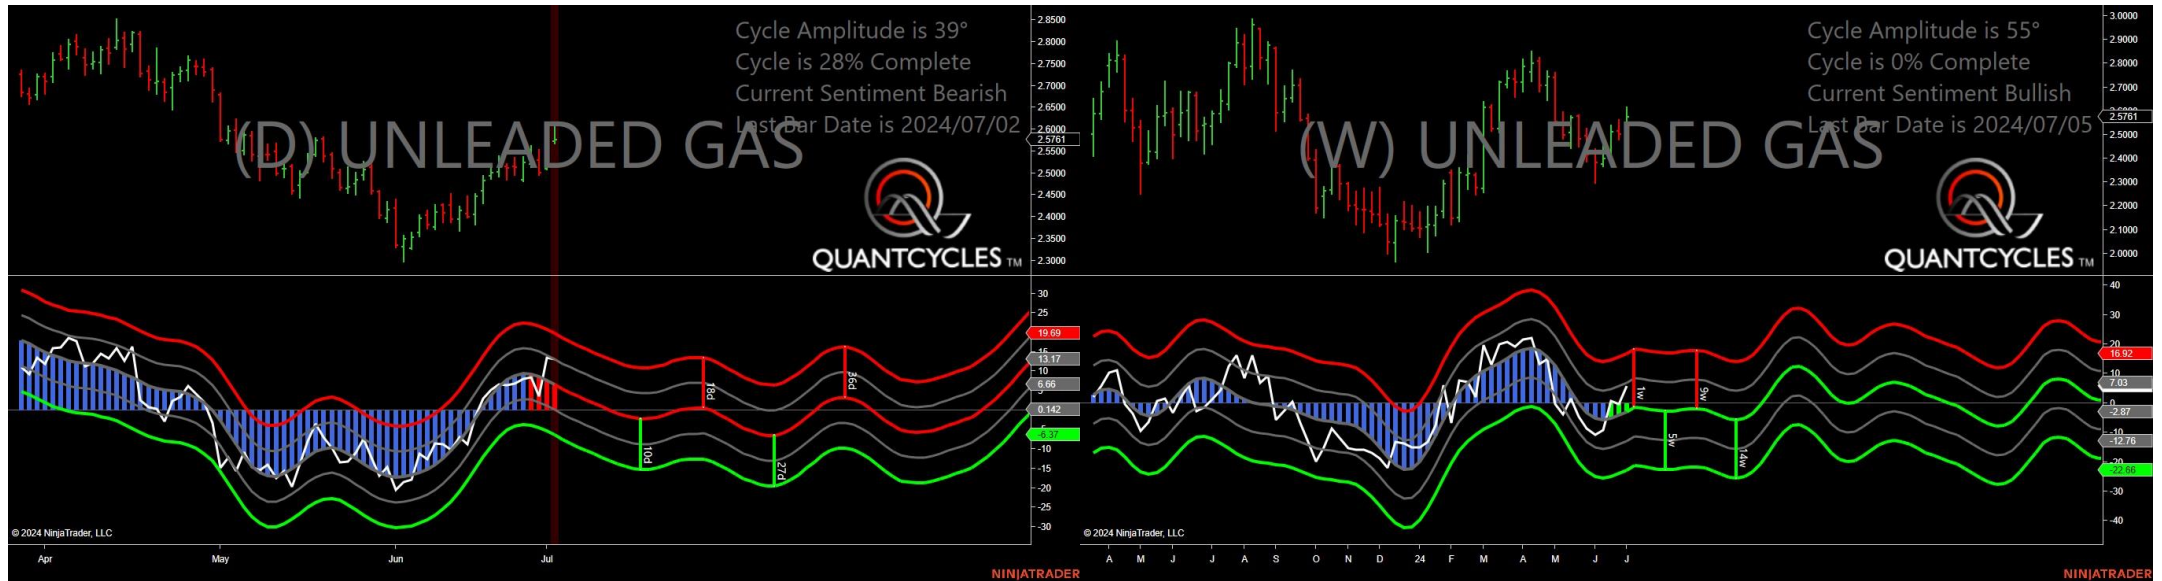 Cycle Amplitude is 39°
Cycle is 28% Complete
Current Sentiment Bearish
Last Bar Date is 2024/07/02
(D) UNLEADED GAS
QUANTCYCLES TM
2.8500
2.8000
2.7500
2.7000
2.6500
2.6000
2.5761
2.5500
2.5000
2.4500
2.4000
2.3500
2.3000
30
25
19.69
15
13.17
10
6.66
5
0.142
-5
-6.37
-10
-15
-20
-25
-30
10d
18d
27d
36d
© 2024 NinjaTrader, LLC
Apr May Jun Jul
NINJATRADER
Cycle Amplitude is 55°
Cycle is 0% Complete
Current Sentiment Bullish
Last Bar Date is 2024/07/05
(W) UNLEADED GAS
QUANTCYCLES TM
3.0000
2.9000
2.8000
2.7000
2.6000
2.5761
2.5000
2.4000
2.3000
2.2000
2.1000
2.0000
40
30
20
16.92
10
7.03
0
-2.87
-10
-12.76
-22.66
-30
-40
1w
5w
9w
14w
© 2024 NinjaTrader, LLC
A M J J A S O N D 24 F M A M J J
NINJATRADER